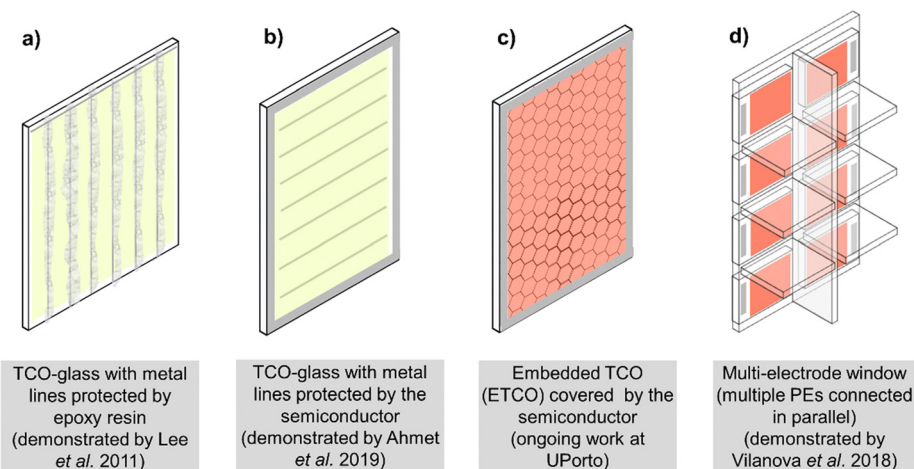 a)
b)
c)
d)
TCO-glass with metal
lines protected by
epoxy resin
(demonstrated by Lee
et al. 2011)
TCO-glass with metal
lines protected by the
semiconductor
(demonstrated by Ahmet
et al. 2019)
Embedded TCO
(ETCO) covered by the
semiconductor
(ongoing work at
UPorto)
Multi-electrode window
(multiple PEs connected
in parallel)
(demonstrated by
Vilanova et al. 2018)